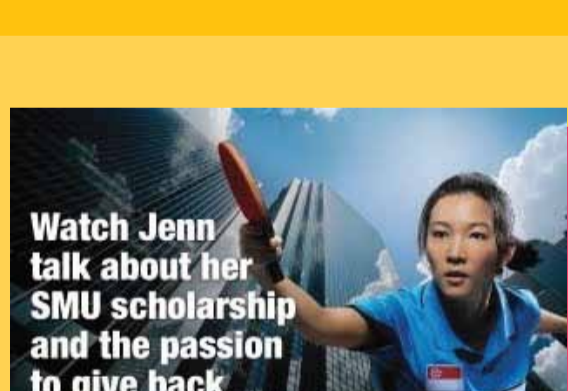 Watch Jenn
talk about her
SMU scholarship
and the passion
to give back